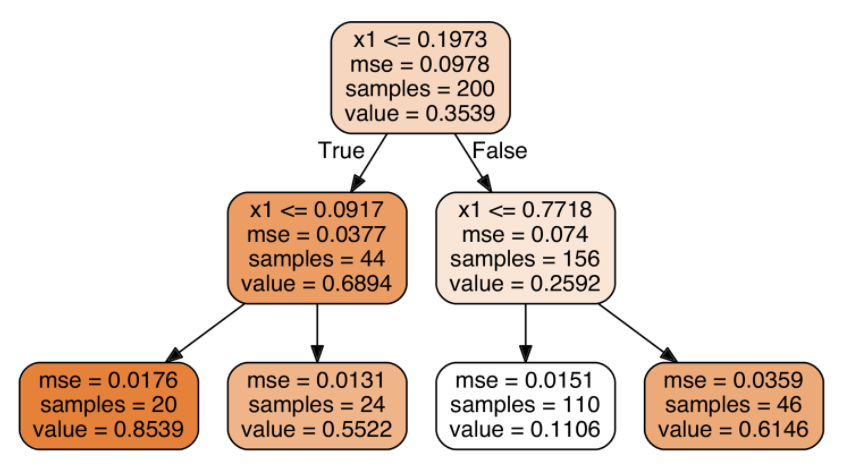 x1 <= 0.1973
mse = 0.0978
samples = 200
value = 0.3539
True
False
x1 <= 0.0917
mse = 0.0377
samples = 44
value = 0.6894
x1 <= 0.7718
mse = 0.074
samples = 156
value = 0.2592
mse = 0.0176
samples = 20
value = 0.8539
mse = 0.0131
samples = 24
value = 0.5522
mse = 0.0151
samples = 110
value = 0.1106
mse = 0.0359
samples = 46
value = 0.6146